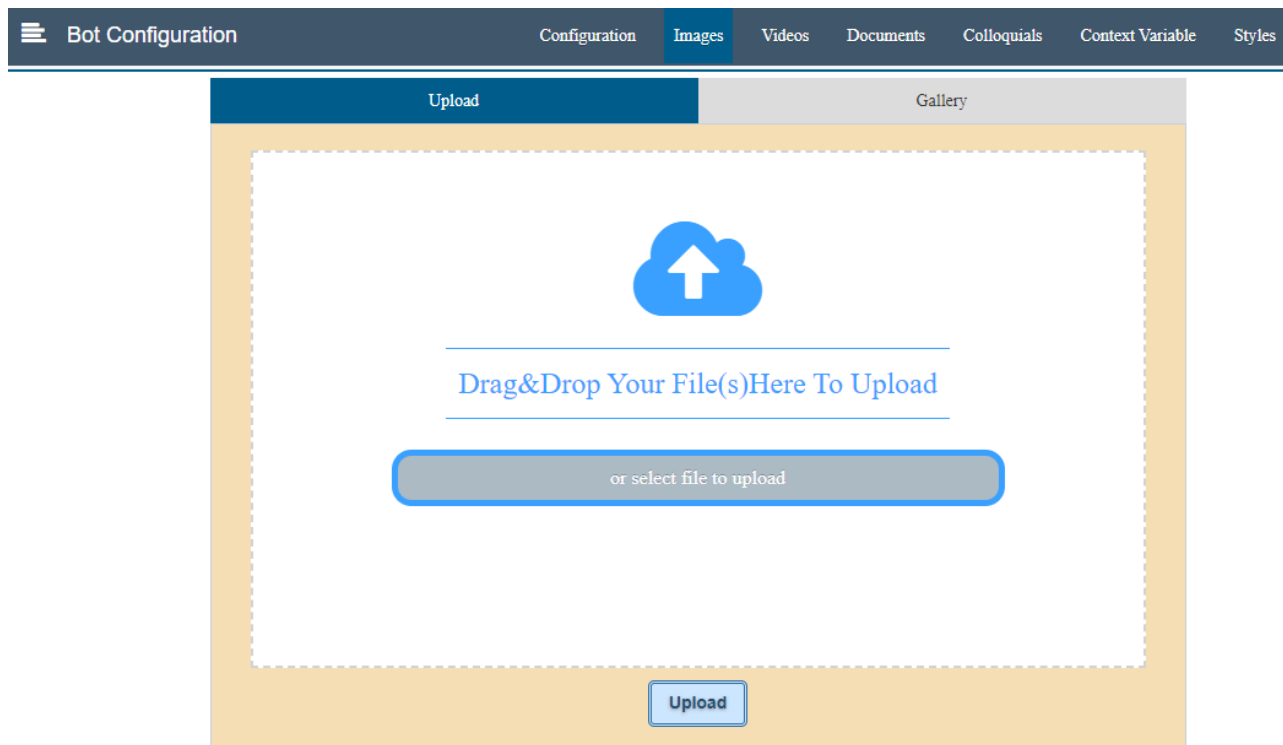 Bot Configuration Configuration Images Videos Documents Colloquials Context Variable Styles
Upload Gallery
Drag&Drop Your File(s)Here To Upload
or select file to upload
Upload